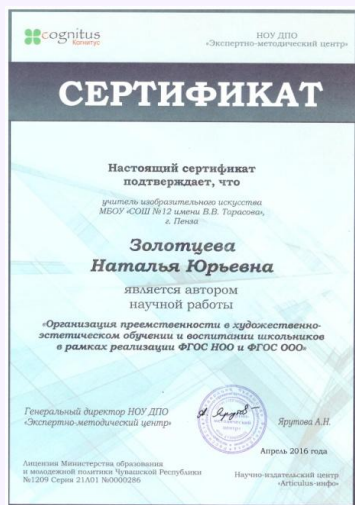 cognitus
Когнитус
НОУ ДПО
«Экспертно-методический центр»
СЕРТИФИКАТ
Настоящий сертификат
подтверждает, что
учитель изобразительного искусства
МБОУ «СОШ №12 имени В.В. Тарасова»,
г. Пенза
Золотцева
Наталья Юрьевна
является автором
научной работы
«Организация преемственности в художественно-
эстетическом обучении и воспитании школьников
в рамках реализации ФГОС НОО и ФГОС ООО»
Генеральный директор НОУ ДПО
«Экспертно-методический центр»
Ярутова А.Н.
Апрель 2016 года
Лицензия Министерства образования
и молодежной политики Чувашской Республики
№1209 Серия 21Л01 №0000286
Научно-издательский центр
«Articulus-инфо»